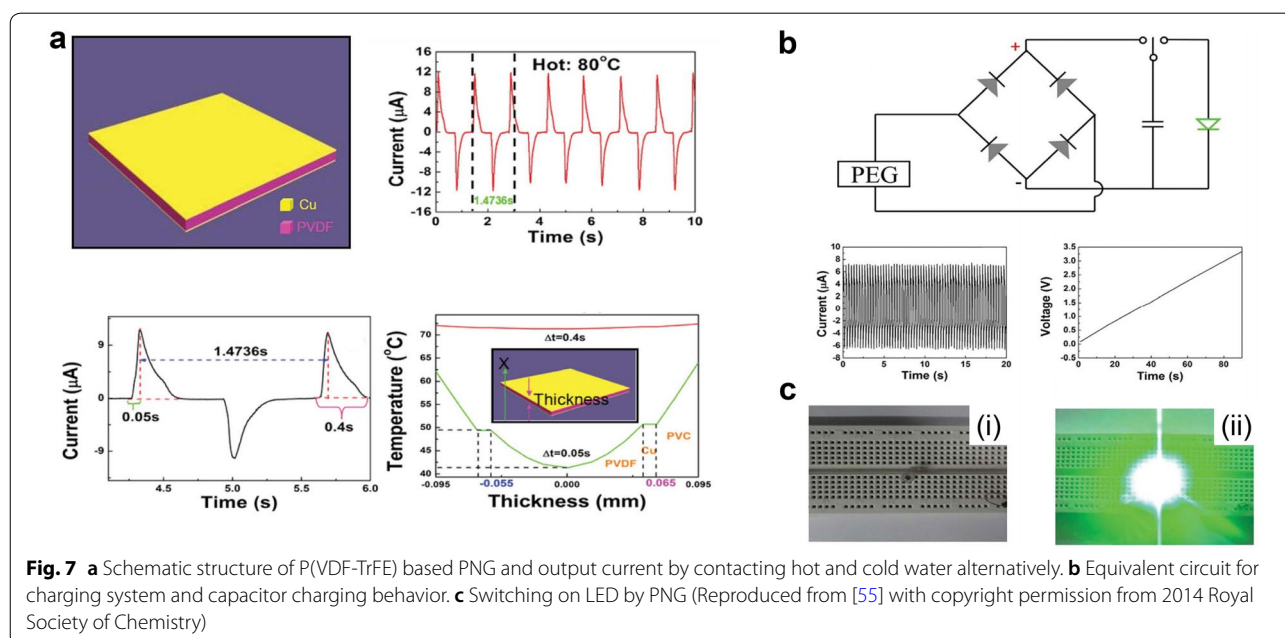 a
Cu
PVDF
Current (μA)
16
12
8
4
0
-4
-8
-12
-16
Hot: 80°C
1.4736s
0 2 4 6 8 10
Time (s)
Current (μA)
9
0
-9
1.4736s
0.05s
0.4s
4.5 5.0 5.5 6.0
Time (s)
Temperature (°C)
70
65
60
55
50
45
40
Δt=0.4s
X
Thickness
Δt=0.05s
PVDF
Cu
PVC
-0.095 -0.055 0.000 0.065 0.095
Thickness (mm)
b
+
-
PEG
Current (μA)
10
8
6
4
2
0
-2
-4
-6
-8
0 5 10 15 20
Time (s)
Voltage (V)
3.5
3.0
2.5
2.0
1.5
1.0
0.5
0.0
0 20 40 60 80
Time (s)
c
(i)
(ii)
Fig. 7 a Schematic structure of P(VDF-TrFE) based PNG and output current by contacting hot and cold water alternatively. b Equivalent circuit for
charging system and capacitor charging behavior. c Switching on LED by PNG (Reproduced from [55] with copyright permission from 2014 Royal
Society of Chemistry)